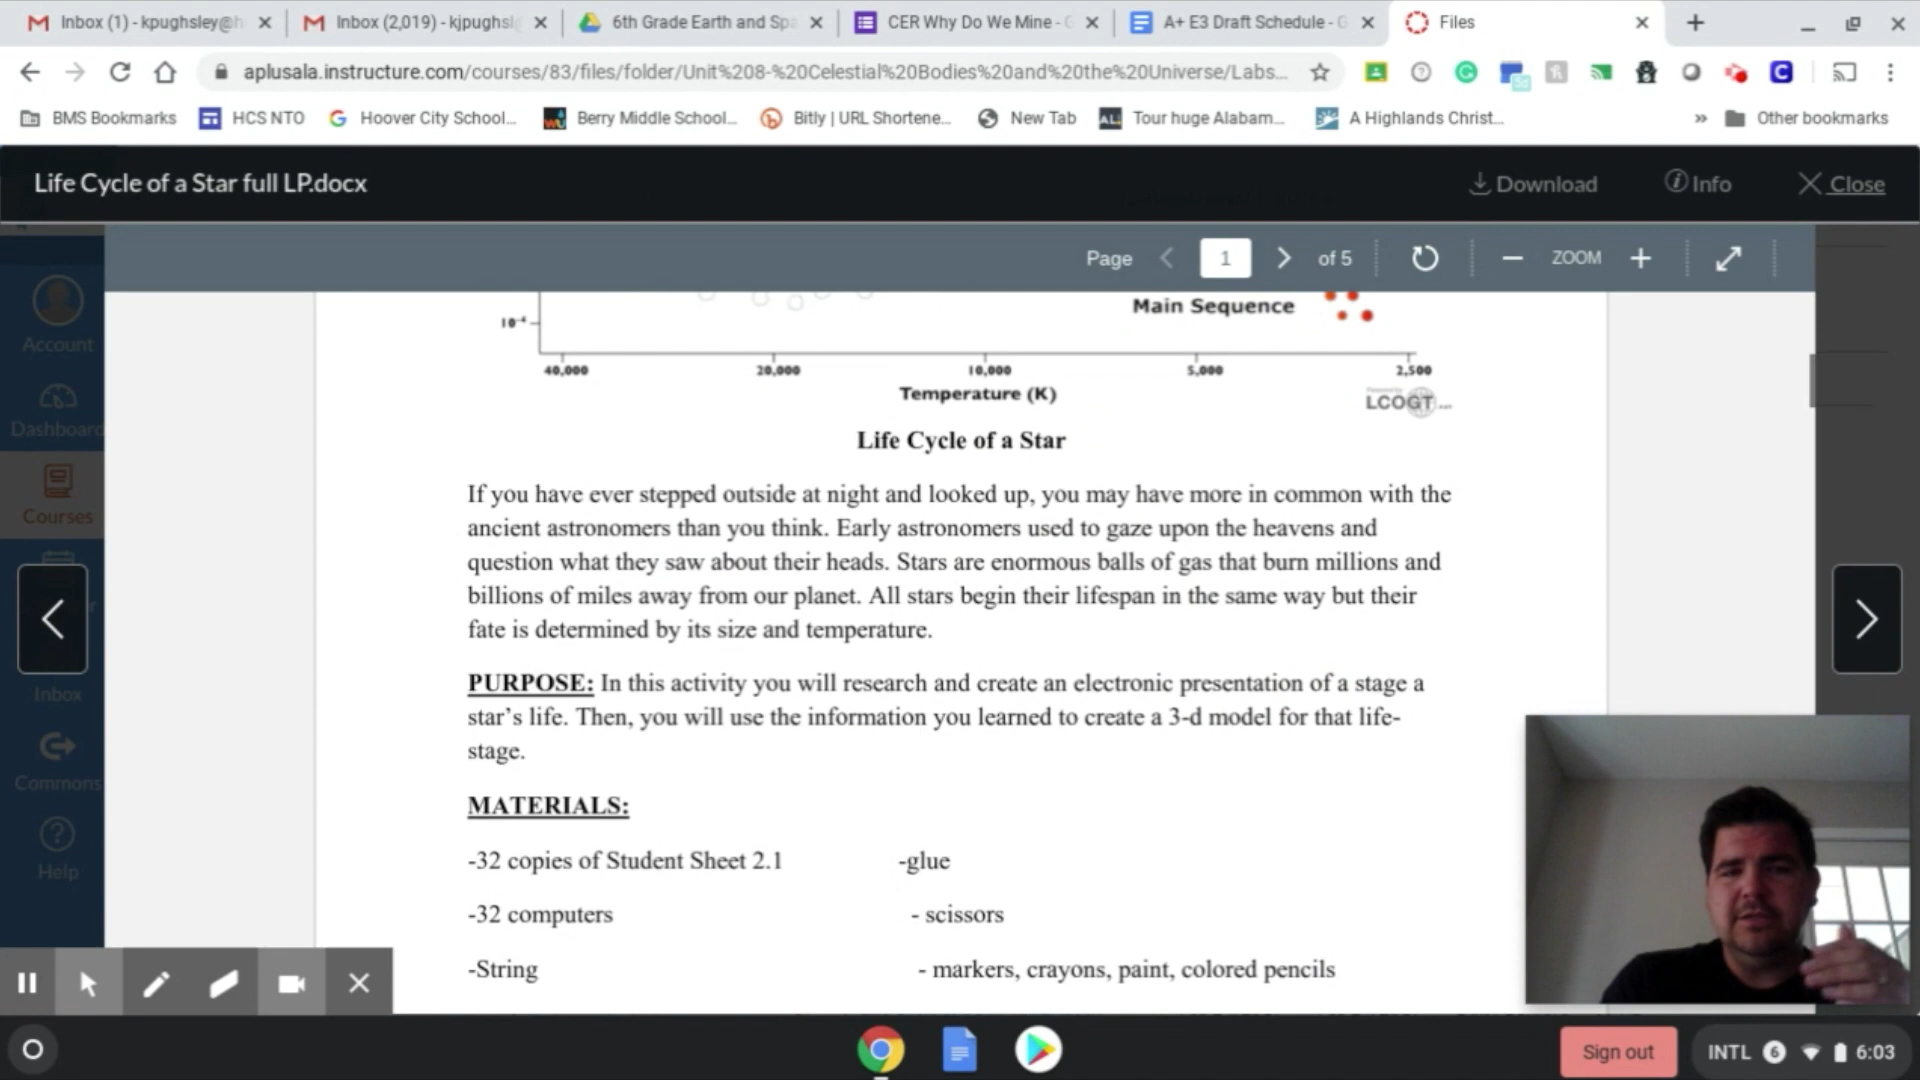 Inbox (1) - kpughsley@h
Inbox (2,019) - kjpughsl
6th Grade Earth and Spa
CER Why Do We Mine - G
A+ E3 Draft Schedule - G
Files
aplusala.instructure.com/courses/83/files/folder/Unit%208-%20Celestial%20Bodies%20and%20the%20Universe/Labs...
BMS Bookmarks
HCS NTO
Hoover City School...
Berry Middle School...
Bitly | URL Shortene...
New Tab
Tour huge Alabam...
A Highlands Christ...
Other bookmarks
Life Cycle of a Star full LP.docx
Download
Info
Close
Page
1
of 5
ZOOM
Main Sequence
10⁻⁴
40,000
20,000
10,000
5,000
2,500
Temperature (K)
LCOGT
Life Cycle of a Star
If you have ever stepped outside at night and looked up, you may have more in common with the
ancient astronomers than you think. Early astronomers used to gaze upon the heavens and
question what they saw about their heads. Stars are enormous balls of gas that burn millions and
billions of miles away from our planet. All stars begin their lifespan in the same way but their
fate is determined by its size and temperature.
PURPOSE: In this activity you will research and create an electronic presentation of a stage a
star's life. Then, you will use the information you learned to create a 3-d model for that life-
stage.
MATERIALS:
-32 copies of Student Sheet 2.1 -glue
-32 computers - scissors
-String - markers, crayons, paint, colored pencils
Account
Dashboard
Courses
Inbox
Commons
Help
Sign out
INTL
6
6:03